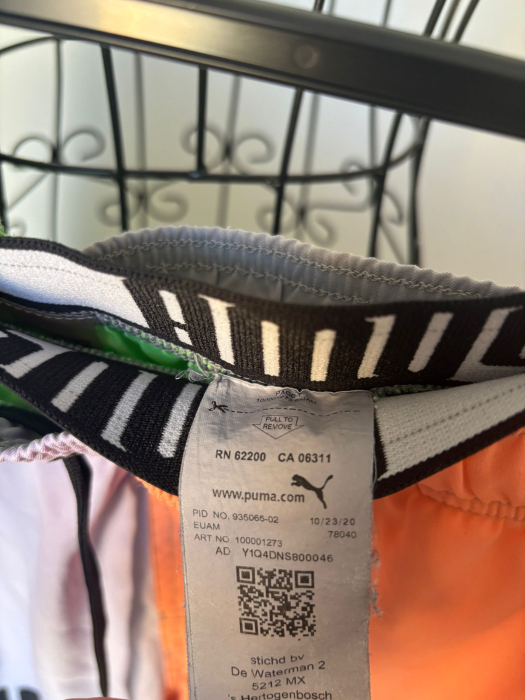 PULL TO
REVOVE
RN 62200 CA 06311
www.puma.com
PID NO. 935065-02 10/23/20
EUAM 78040
ART NO. 100001273
AD Y1Q4DNS800046
stichd bv
De Waterman 2
5212 MX
's Hertogenbosch